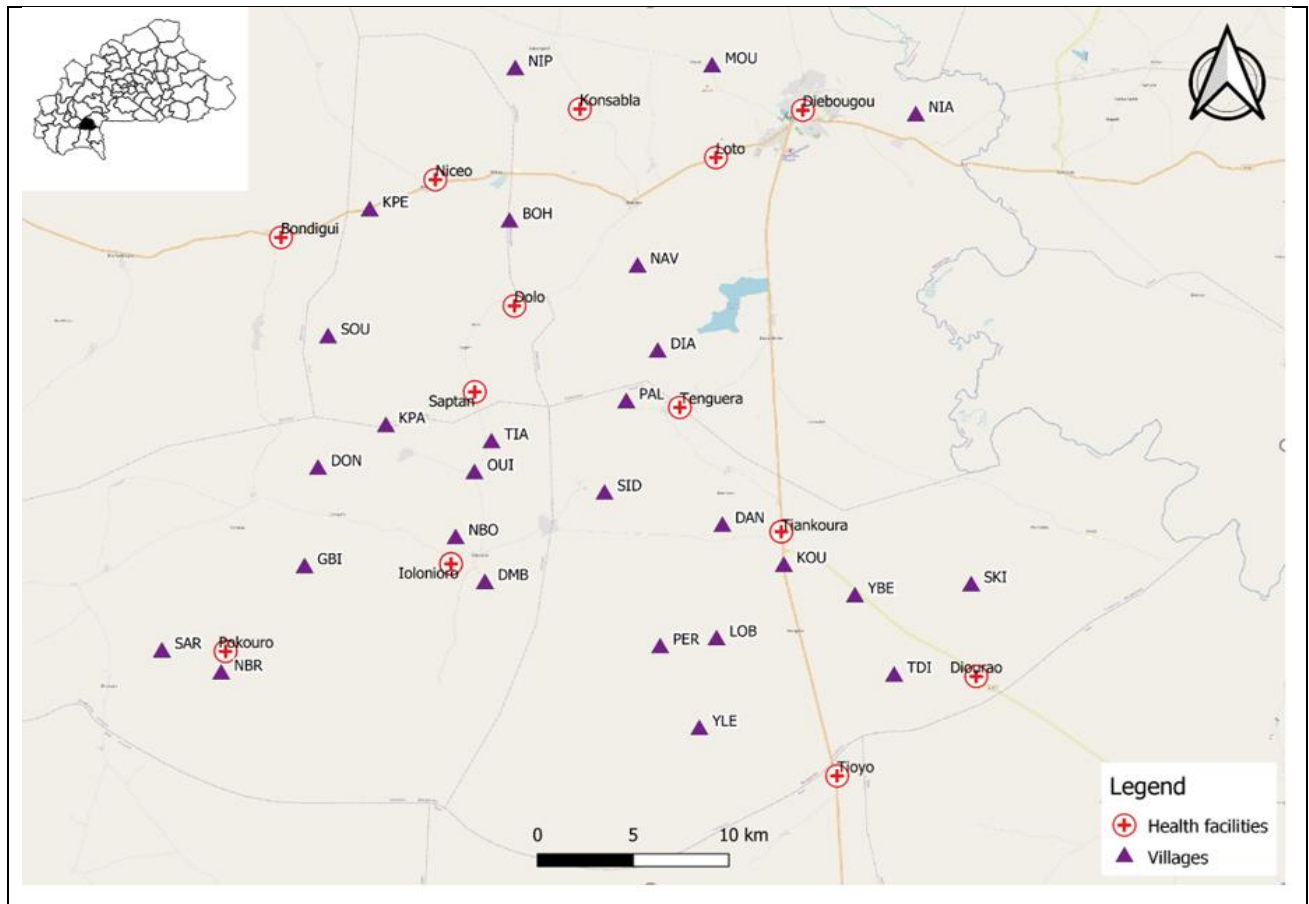 NIP
MOU
Konsabla
Diebougou
NIA
Loto
Niceo
KPE
BOH
Bondigui
NAV
Dolo
SOU
DIA
Saptan
PAL
Tenguera
KPA
TIA
DON
OUI
SID
DAN
Tiankoura
NBO
KOU
GBI
Iolonioro
DMB
YBE
SKI
SAR
Pokouro
NBR
PER
LOB
TDI
Diourao
YLE
Tioyo
Legend
Health facilities
Villages
0 5 10 km